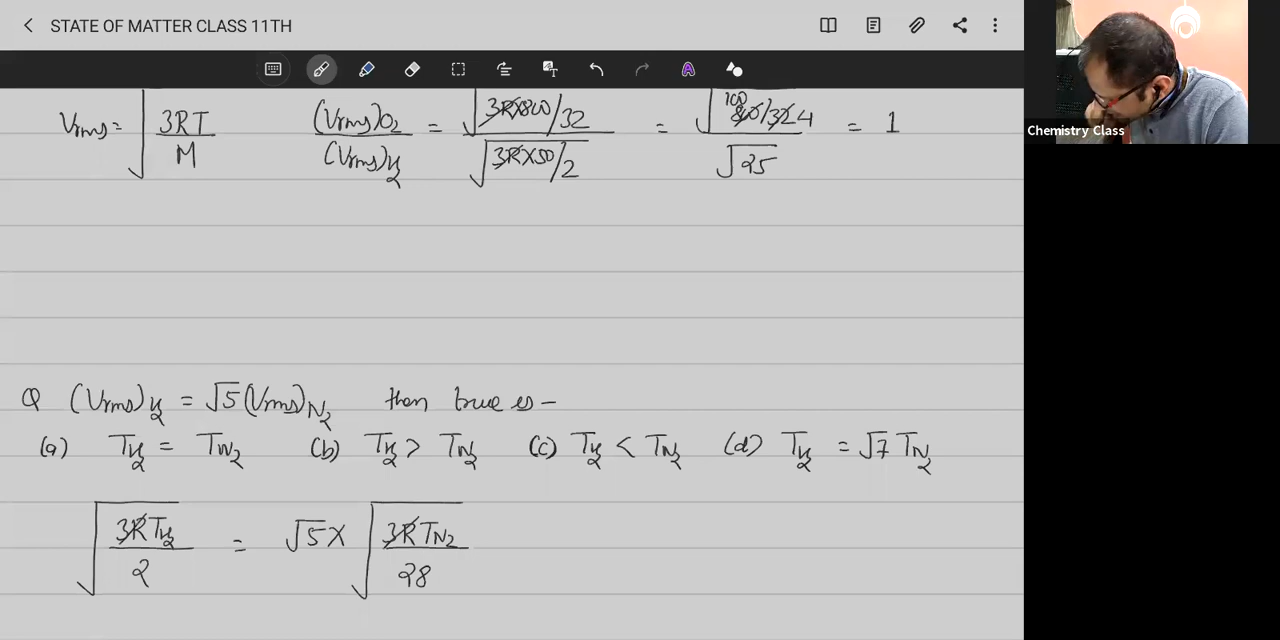 STATE OF MATTER CLASS 11TH
Chemistry Class
Vrms = √(3RT/M) (Vrms)O2/(Vrms)H2 = √(3R×800/32)/√(3R×50/2) = √(100 800/32 4)/√25 = 1
Q (Vrms)H2 = √5 (Vrms)N2 then true is –
(a) TH2 = TN2 (b) TH2 > TN2 (c) TH2 < TN2 (d) TH2 = √7 TN2
√(3RTH2/2) = √5 × √(3RTN2/28)